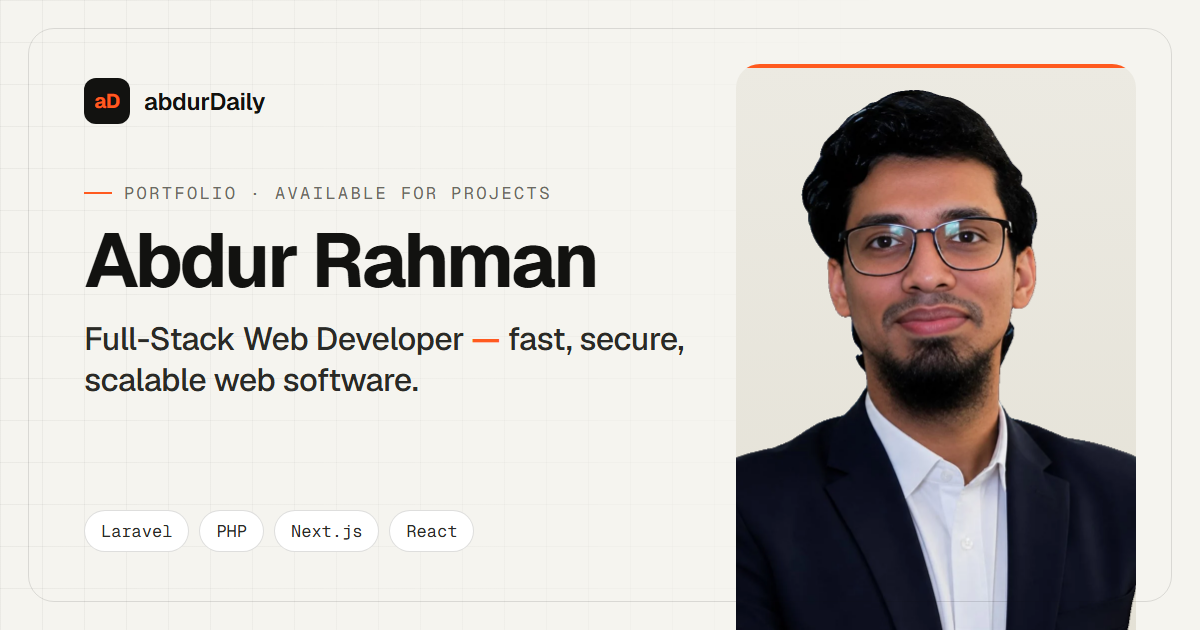 aD
abdurDaily
PORTFOLIO · AVAILABLE FOR PROJECTS
Abdur Rahman
Full-Stack Web Developer — fast, secure,
scalable web software.
Laravel PHP Next.js React